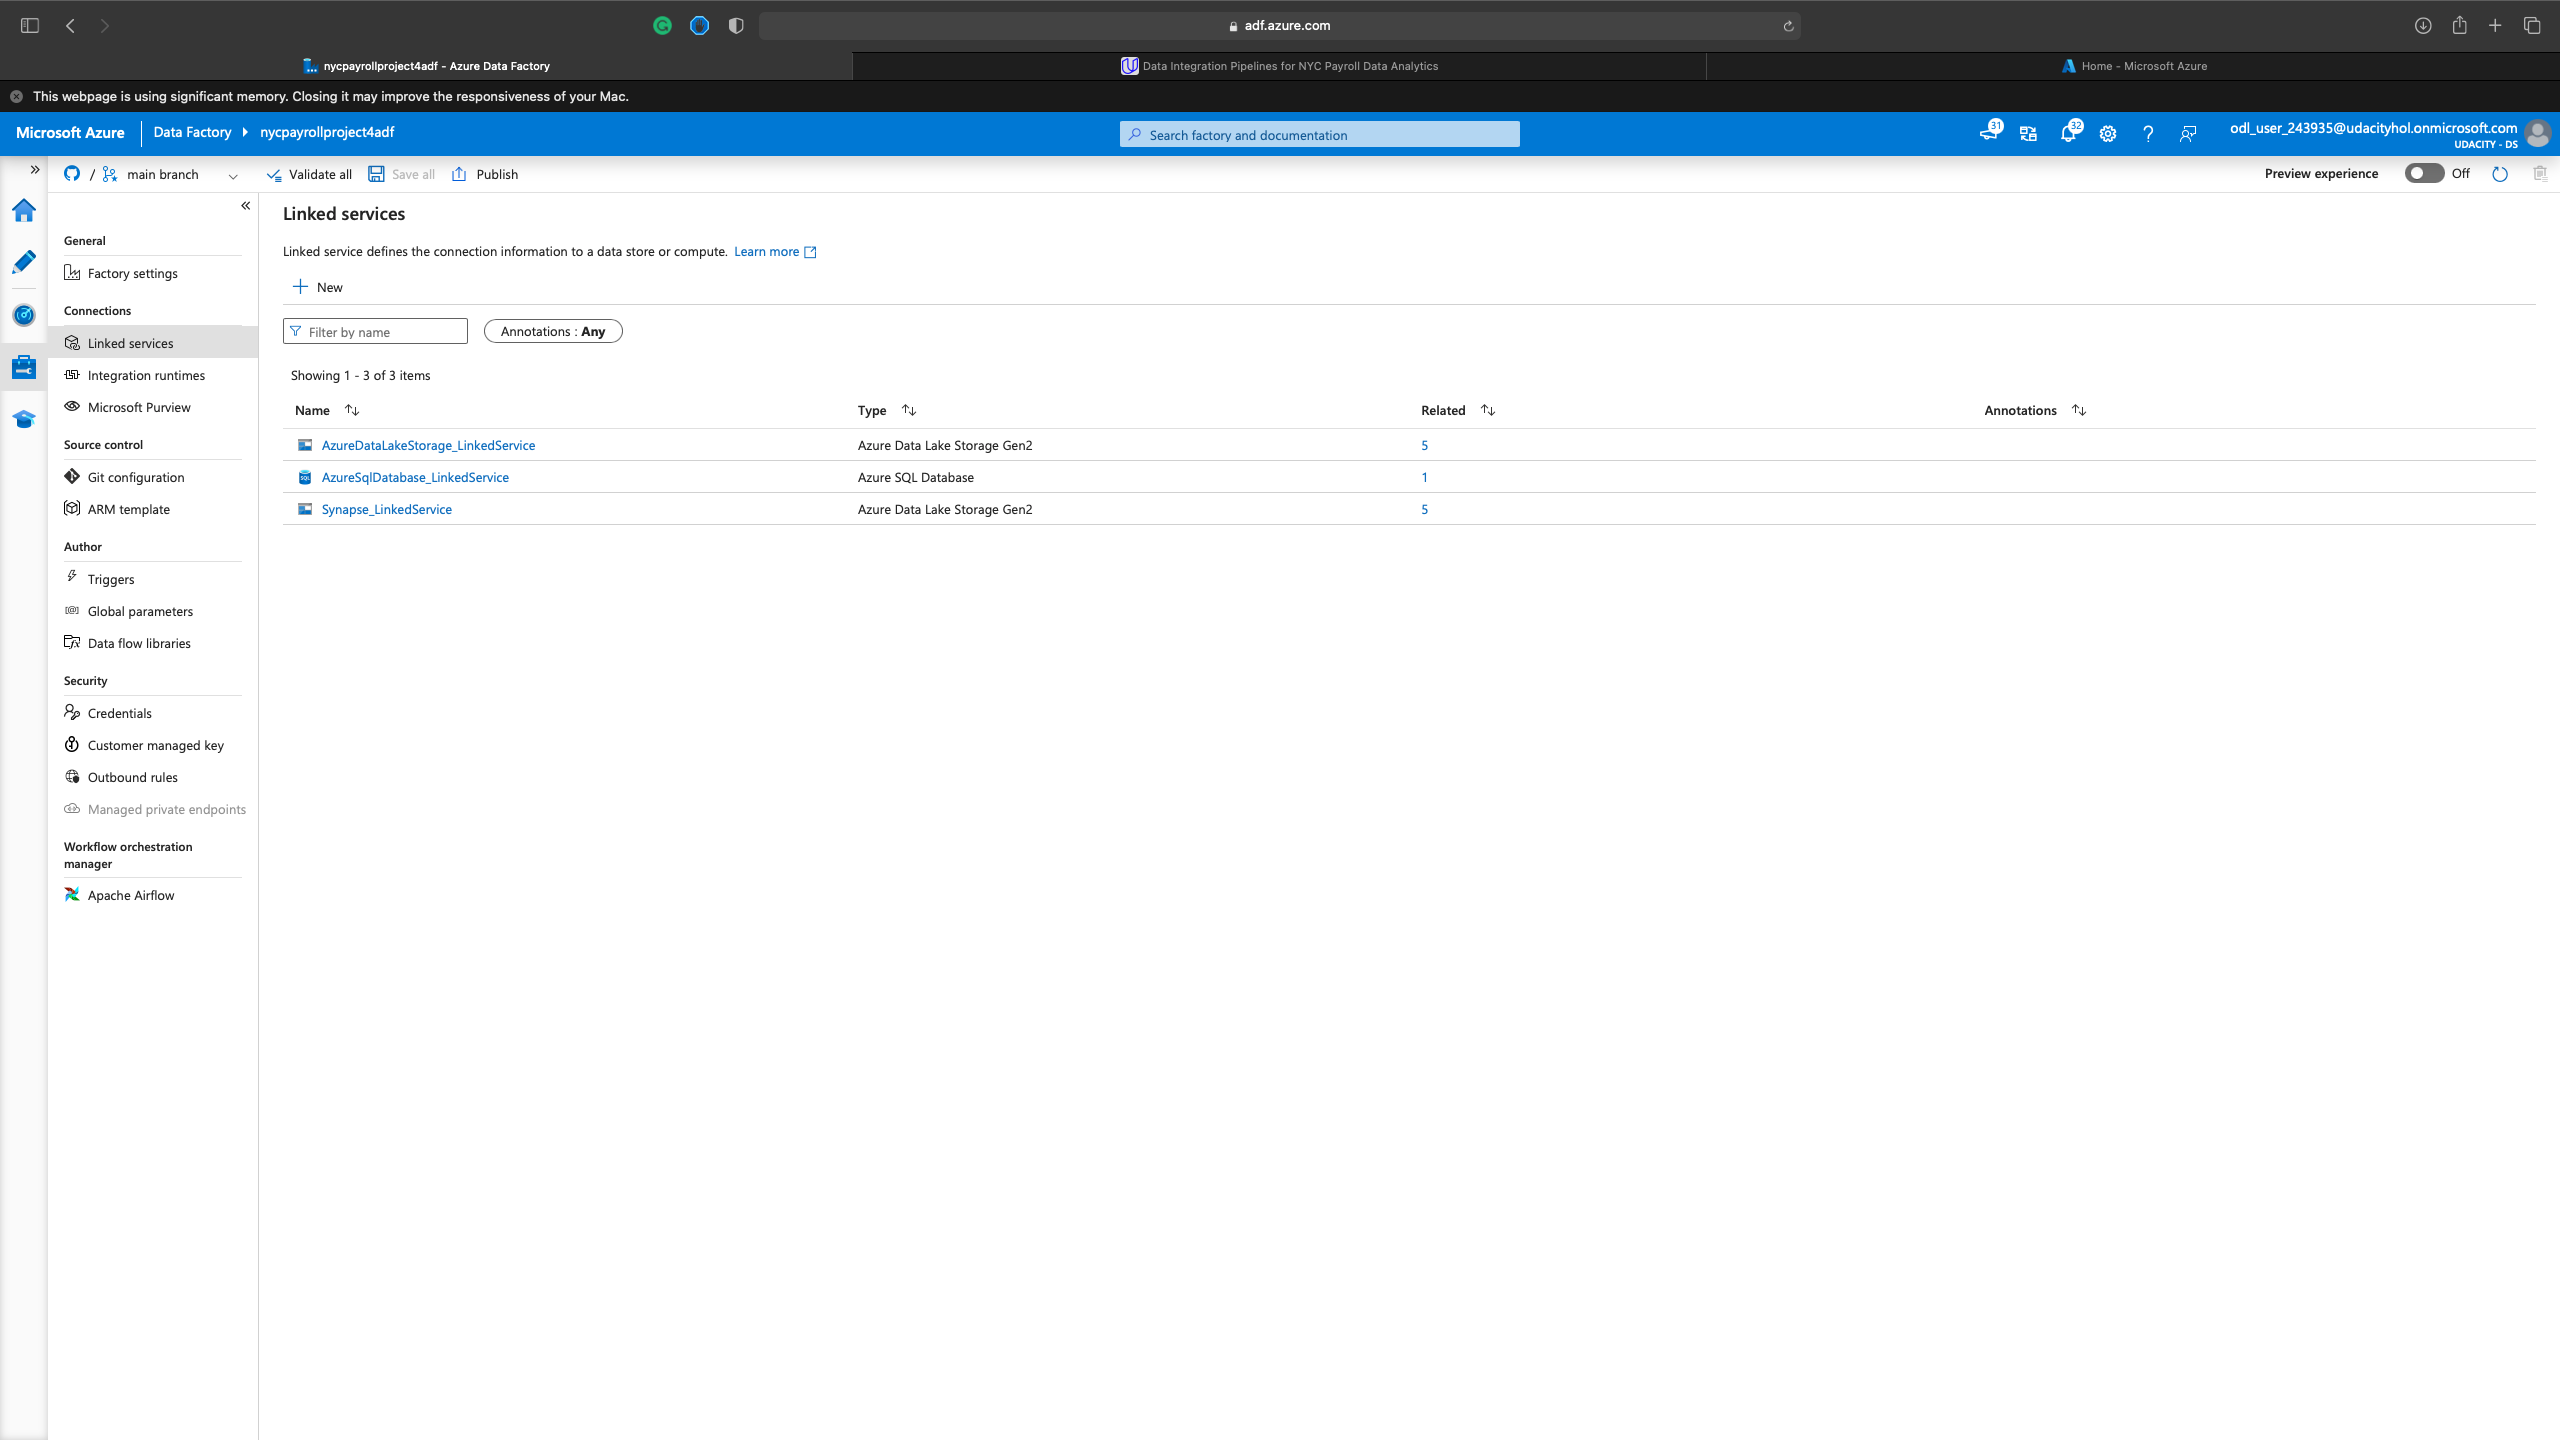 adf.azure.com
nycpayrollproject4adf - Azure Data Factory
Data Integration Pipelines for NYC Payroll Data Analytics
Home - Microsoft Azure
This webpage is using significant memory. Closing it may improve the responsiveness of your Mac.
Microsoft Azure
Data Factory
nycpayrollproject4adf
Search factory and documentation
31
32
odl_user_243935@udacityhol.onmicrosoft.com
UDACITY - DS
/ main branch
Validate all
Save all
Publish
Preview experience
Off
General
Factory settings
Connections
Linked services
Integration runtimes
Microsoft Purview
Source control
Git configuration
ARM template
Author
Triggers
Global parameters
Data flow libraries
Security
Credentials
Customer managed key
Outbound rules
Managed private endpoints
Workflow orchestration
manager
Apache Airflow
Linked services
Linked service defines the connection information to a data store or compute. Learn more
New
Filter by name
Annotations : Any
Showing 1 - 3 of 3 items
Name Type Related Annotations
AzureDataLakeStorage_LinkedService Azure Data Lake Storage Gen2 5
AzureSqlDatabase_LinkedService Azure SQL Database 1
Synapse_LinkedService Azure Data Lake Storage Gen2 5